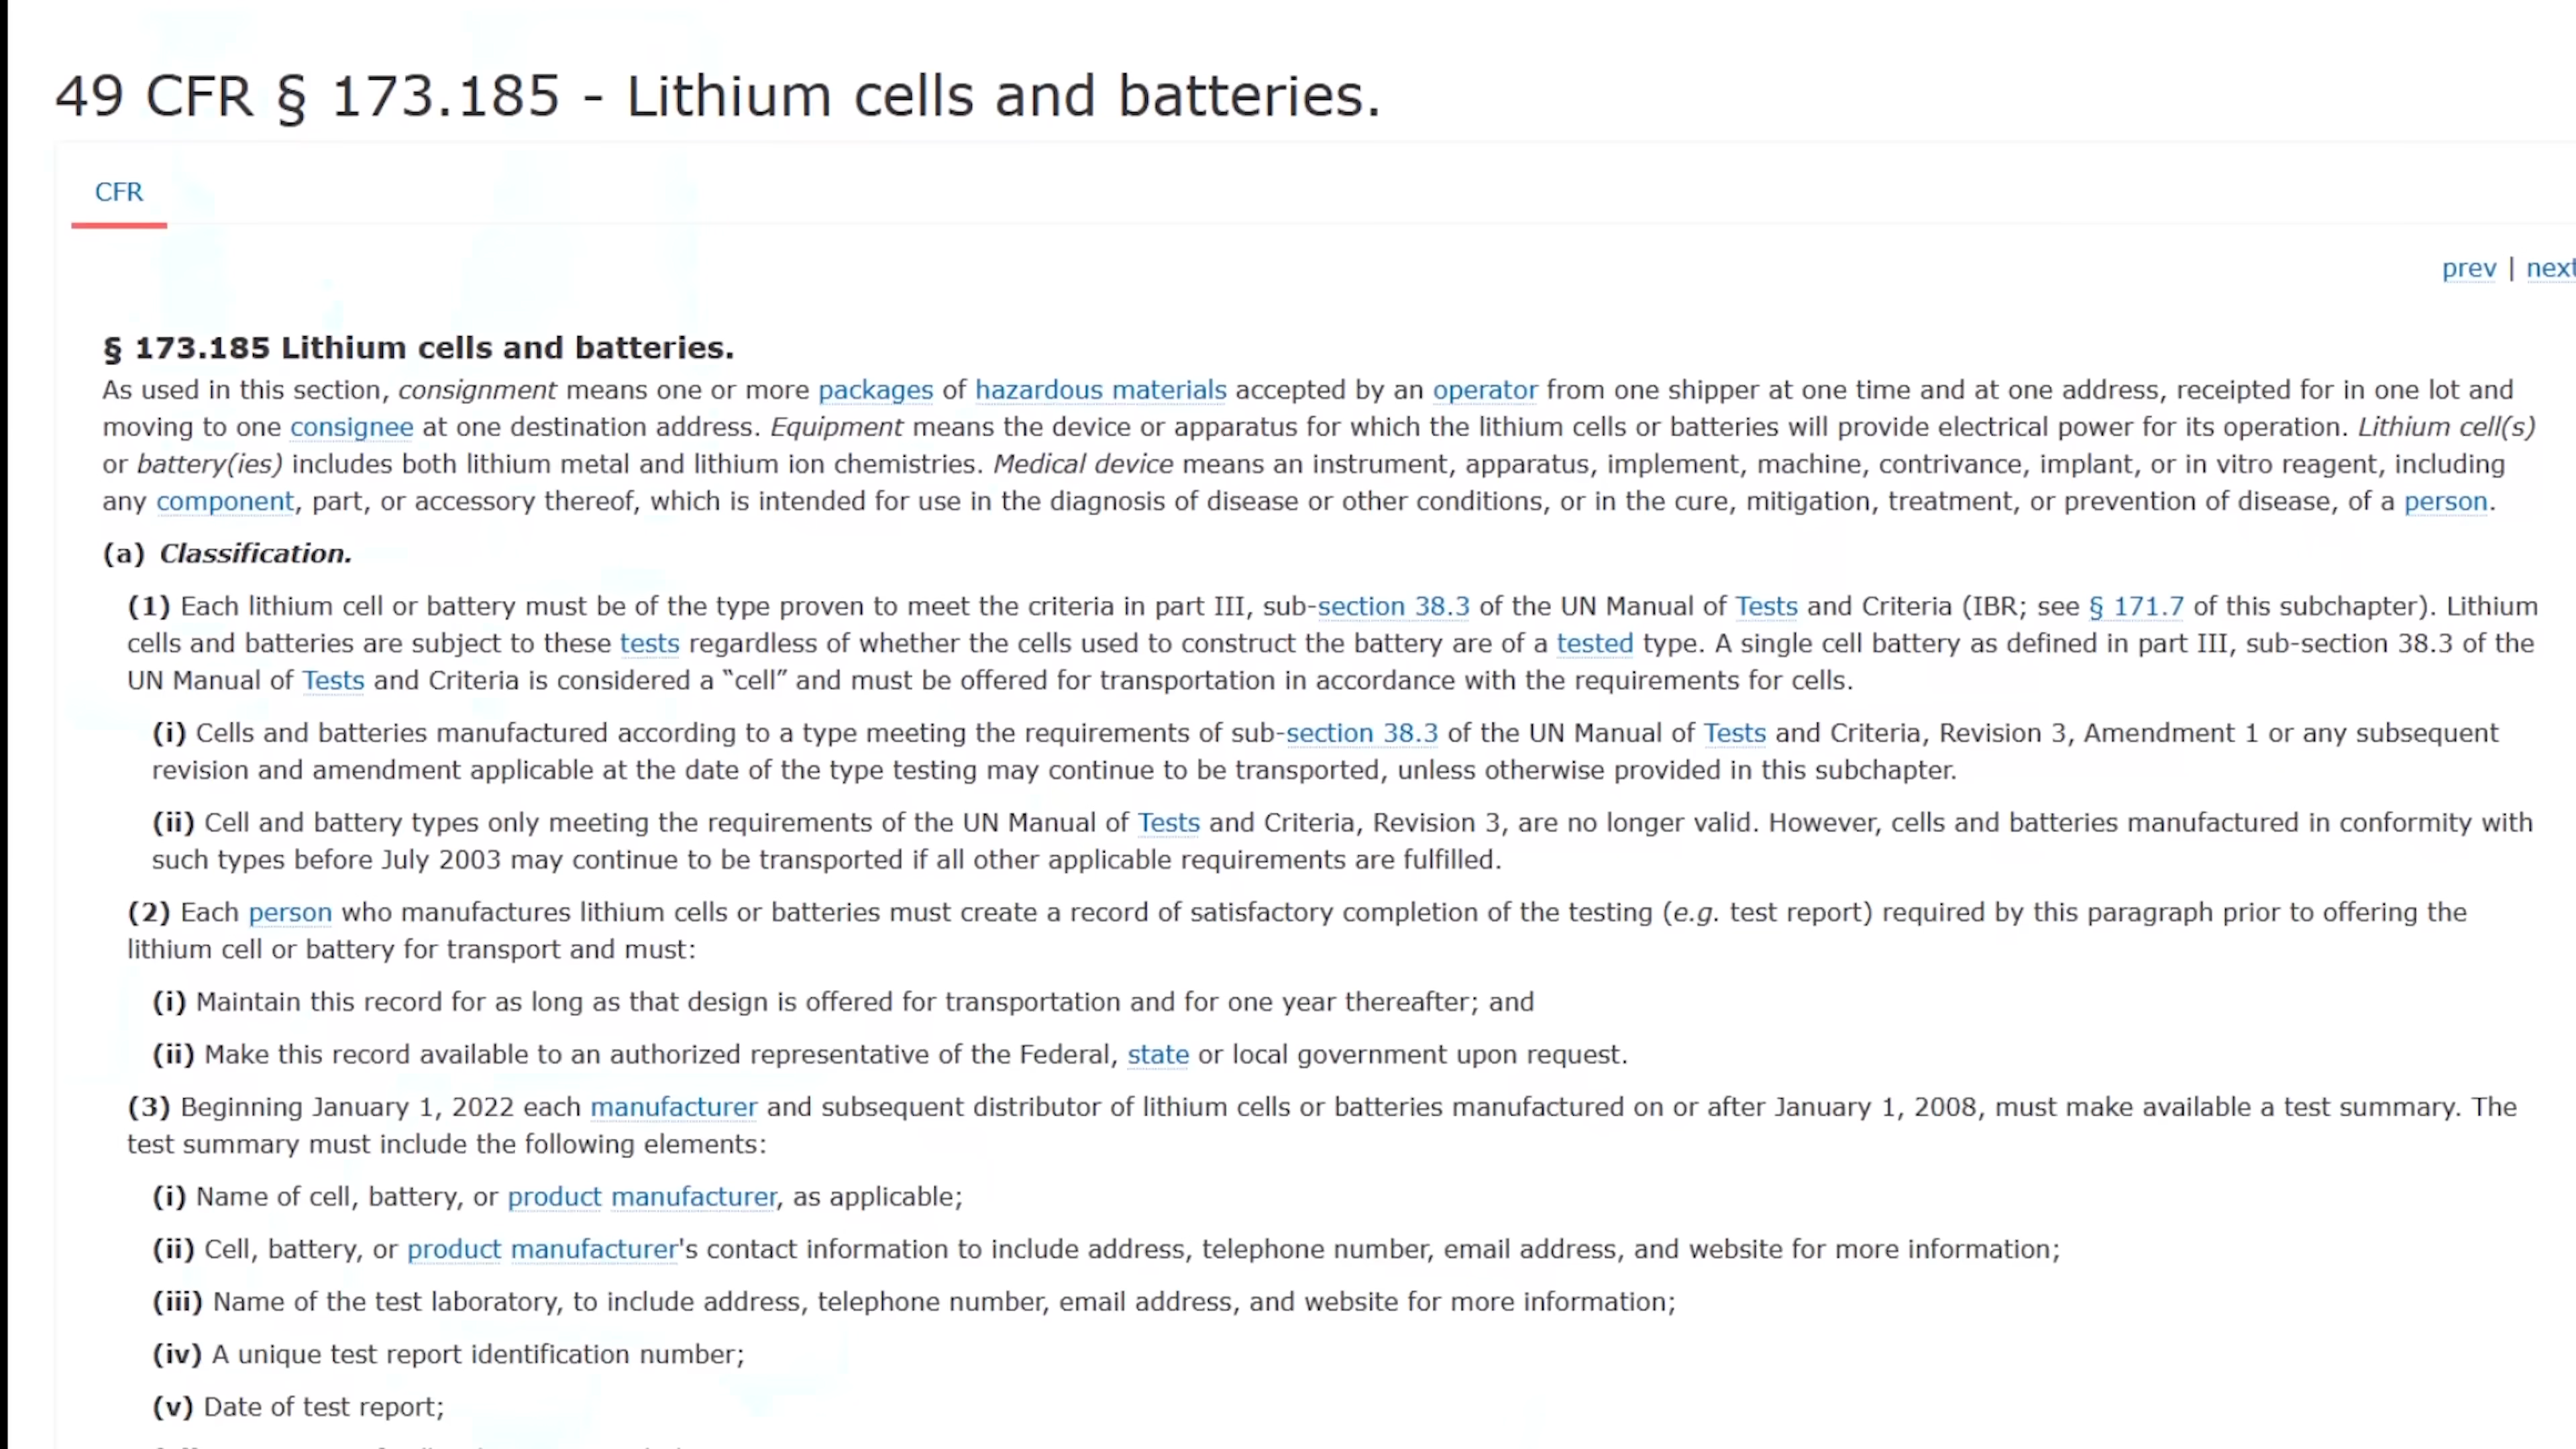 49 CFR § 173.185 - Lithium cells and batteries.
CFR
prev | next
§ 173.185 Lithium cells and batteries.
As used in this section, consignment means one or more packages of hazardous materials accepted by an operator from one shipper at one time and at one address, receipted for in one lot and
moving to one consignee at one destination address. Equipment means the device or apparatus for which the lithium cells or batteries will provide electrical power for its operation. Lithium cell(s)
or battery(ies) includes both lithium metal and lithium ion chemistries. Medical device means an instrument, apparatus, implement, machine, contrivance, implant, or in vitro reagent, including
any component, part, or accessory thereof, which is intended for use in the diagnosis of disease or other conditions, or in the cure, mitigation, treatment, or prevention of disease, of a person.
(a) Classification.
(1) Each lithium cell or battery must be of the type proven to meet the criteria in part III, sub-section 38.3 of the UN Manual of Tests and Criteria (IBR; see § 171.7 of this subchapter). Lithium
cells and batteries are subject to these tests regardless of whether the cells used to construct the battery are of a tested type. A single cell battery as defined in part III, sub-section 38.3 of the
UN Manual of Tests and Criteria is considered a “cell” and must be offered for transportation in accordance with the requirements for cells.
(i) Cells and batteries manufactured according to a type meeting the requirements of sub-section 38.3 of the UN Manual of Tests and Criteria, Revision 3, Amendment 1 or any subsequent
revision and amendment applicable at the date of the type testing may continue to be transported, unless otherwise provided in this subchapter.
(ii) Cell and battery types only meeting the requirements of the UN Manual of Tests and Criteria, Revision 3, are no longer valid. However, cells and batteries manufactured in conformity with
such types before July 2003 may continue to be transported if all other applicable requirements are fulfilled.
(2) Each person who manufactures lithium cells or batteries must create a record of satisfactory completion of the testing (e.g. test report) required by this paragraph prior to offering the
lithium cell or battery for transport and must:
(i) Maintain this record for as long as that design is offered for transportation and for one year thereafter; and
(ii) Make this record available to an authorized representative of the Federal, state or local government upon request.
(3) Beginning January 1, 2022 each manufacturer and subsequent distributor of lithium cells or batteries manufactured on or after January 1, 2008, must make available a test summary. The
test summary must include the following elements:
(i) Name of cell, battery, or product manufacturer, as applicable;
(ii) Cell, battery, or product manufacturer's contact information to include address, telephone number, email address, and website for more information;
(iii) Name of the test laboratory, to include address, telephone number, email address, and website for more information;
(iv) A unique test report identification number;
(v) Date of test report;